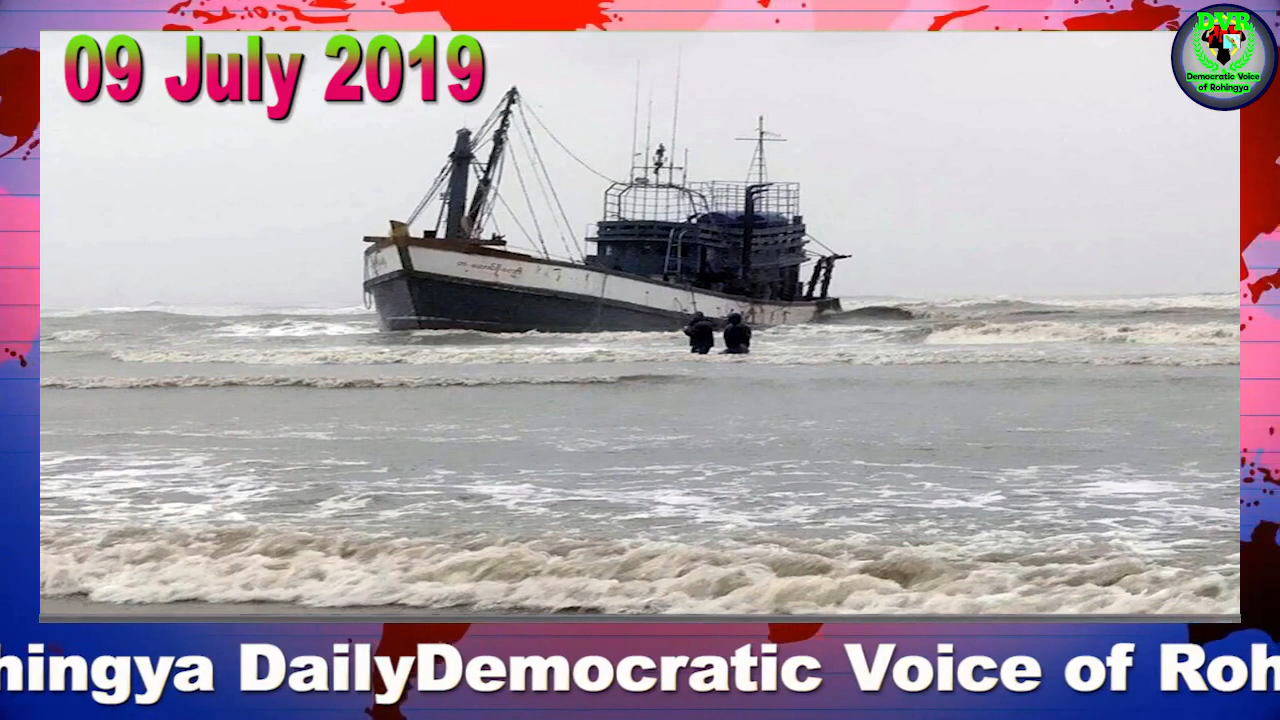 09 July 2019
DVR
Democratic Voice
of Rohingya
hingya DailyDemocratic Voice of Roh